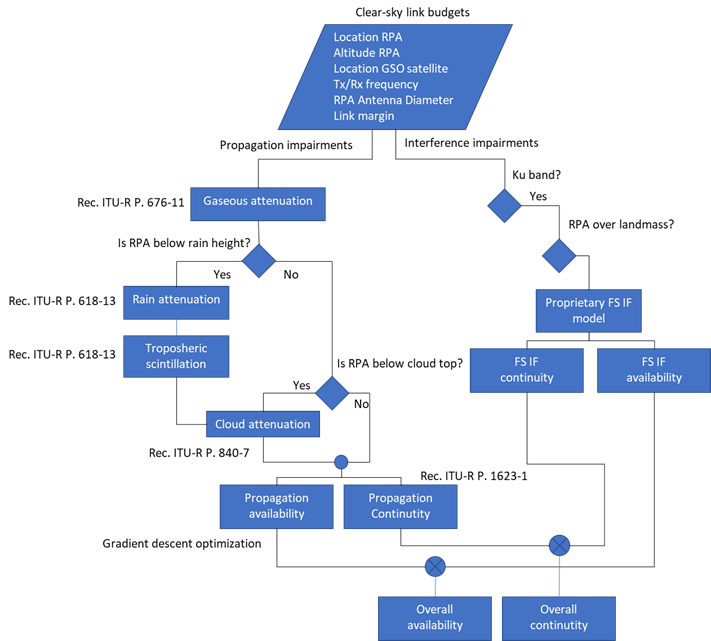 Clear-sky link budgets
Location RPA
Altitude RPA
Location GSO satellite
Tx/Rx frequency
RPA Antenna Diameter
Link margin
Propagation impairments
Interference impairments
Ku band?
Rec. ITU-R P. 676-11
Gaseous attenuation
Yes
RPA over landmass?
Is RPA below rain height?
Yes
No
Rec. ITU-R P. 618-13
Rain attenuation
Proprietary FS IF
model
Rec. ITU-R P. 618-13
Troposheric
scintillation
Is RPA below cloud top?
FS IF
continuity
FS IF
availability
Yes
No
Cloud attenuation
Rec. ITU-R P. 840-7
Rec. ITU-R P. 1623-1
Propagation
availability
Propagation
Continutity
Gradient descent optimization
Overall
availability
Overall
continutity